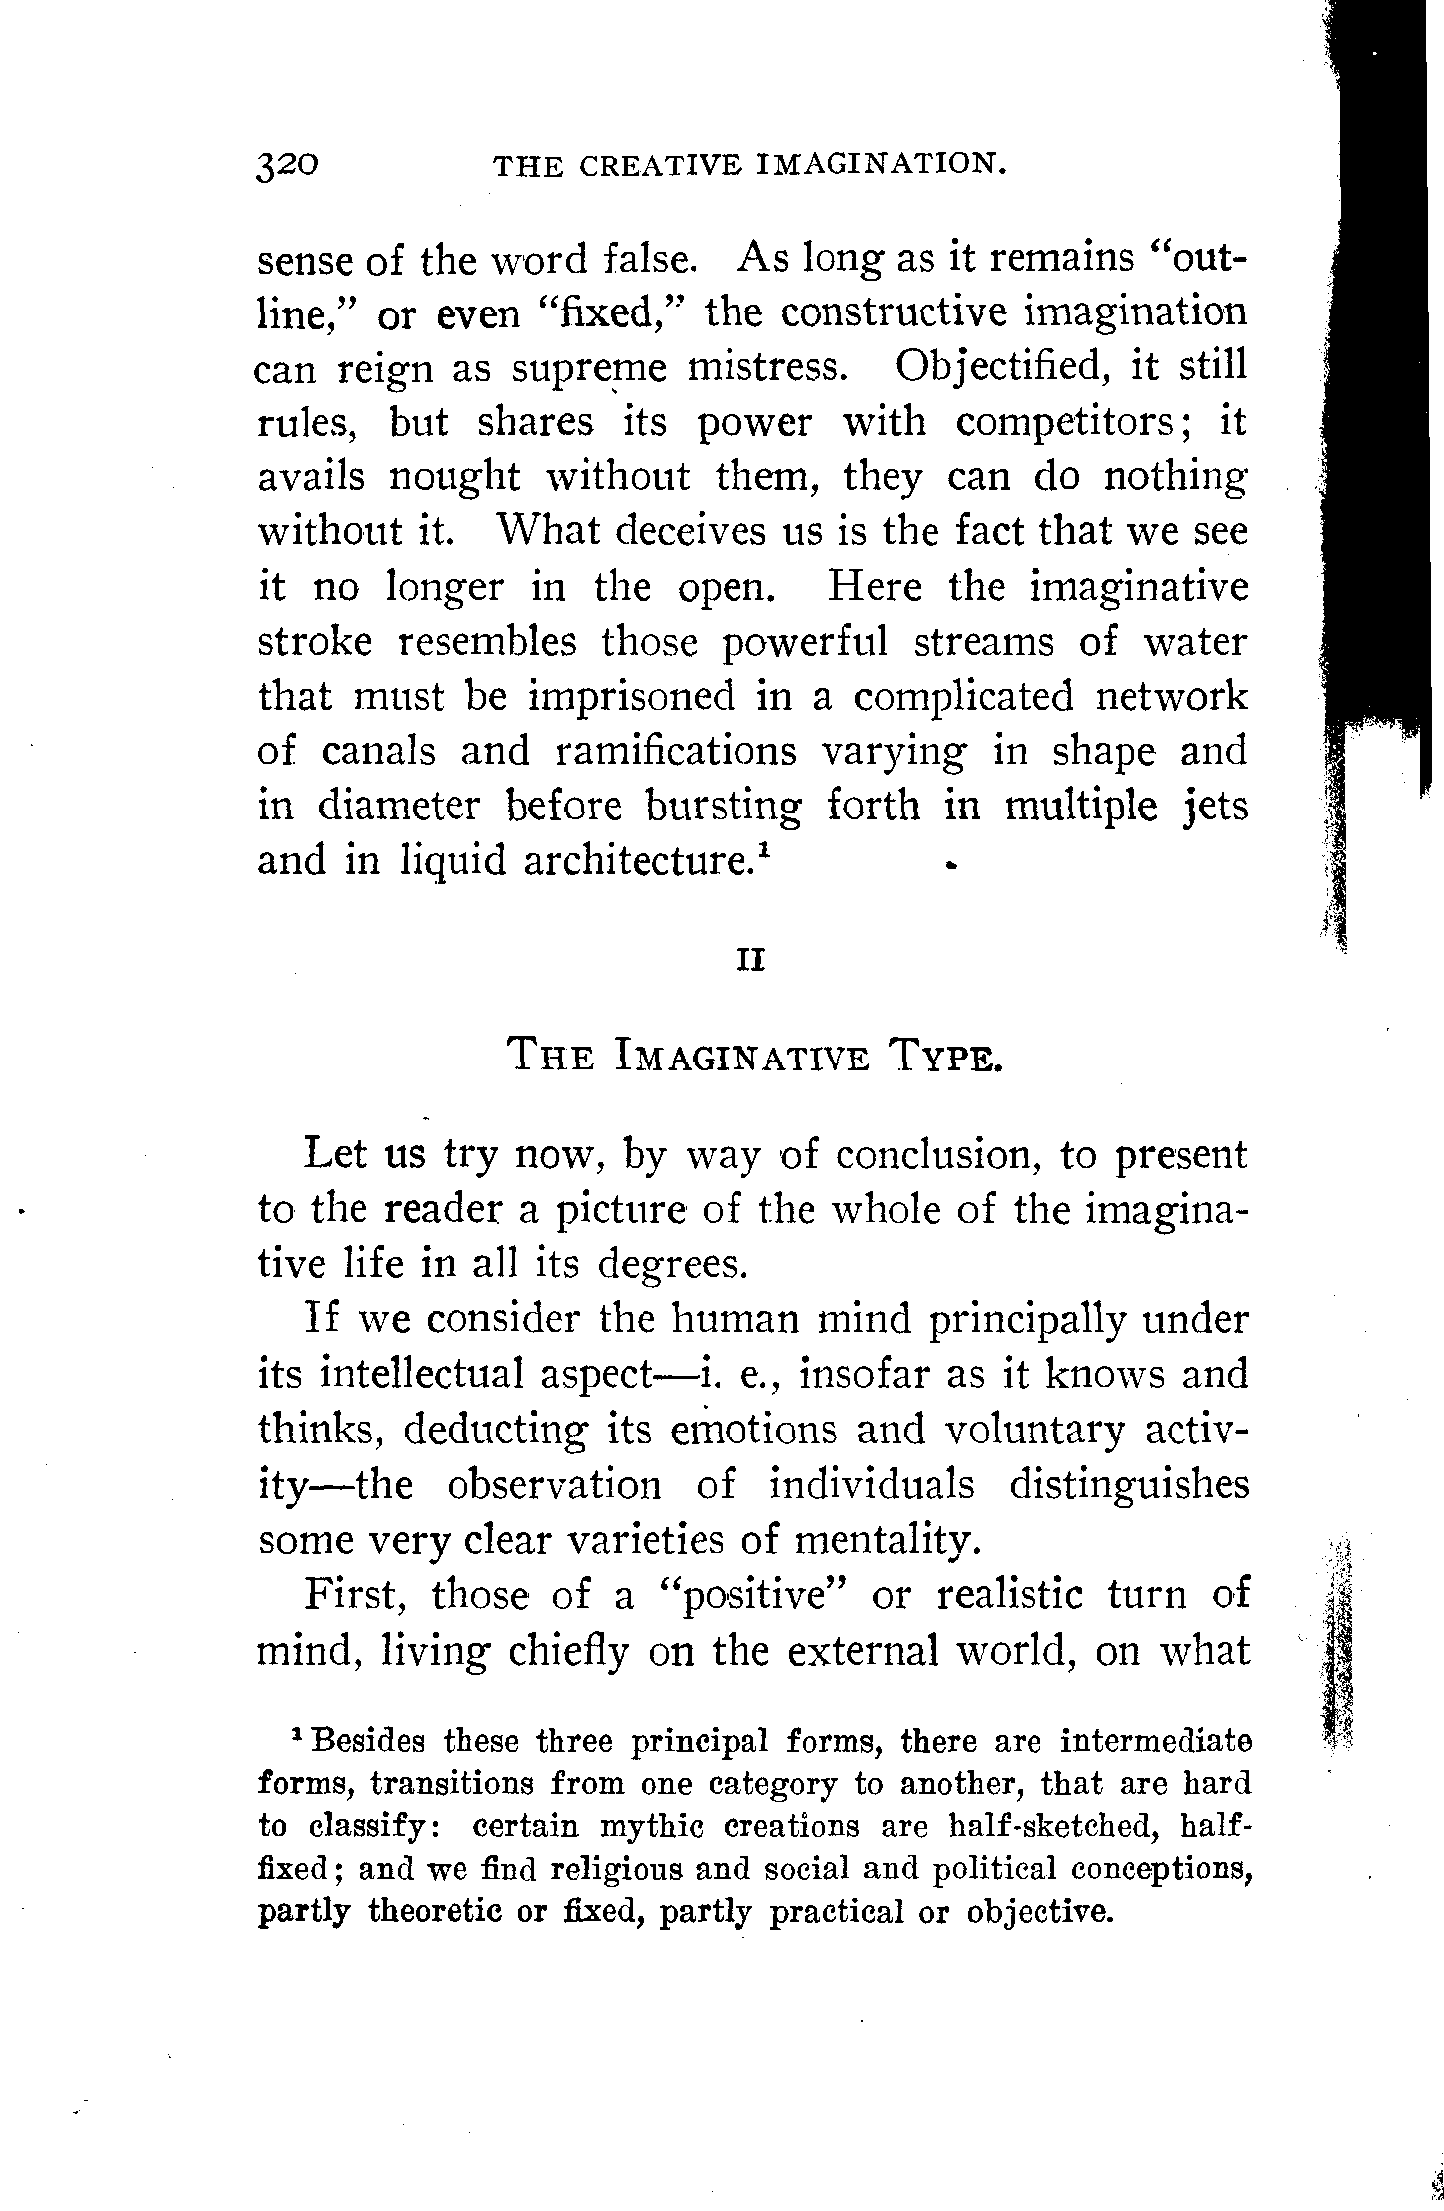 320 THE CREATIVE IMAGINATION.
sense of the word false. As long as it remains “out-
line,” or even “fixed,” the constructive imagination
can reign as supreme mistress. Objectified, it still
rules, but shares its power with competitors; it
avails nought without them, they can do nothing
without it. What deceives us is the fact that we see
it no longer in the open. Here the imaginative
stroke resembles those powerful streams of water
that must be imprisoned in a complicated network
of canals and ramifications varying in shape and
in diameter before bursting forth in multiple jets
and in liquid architecture.¹
II
THE IMAGINATIVE TYPE.
Let us try now, by way of conclusion, to present
to the reader a picture of the whole of the imagina-
tive life in all its degrees.
If we consider the human mind principally under
its intellectual aspect—i. e., insofar as it knows and
thinks, deducting its emotions and voluntary activ-
ity—the observation of individuals distinguishes
some very clear varieties of mentality.
First, those of a “positive” or realistic turn of
mind, living chiefly on the external world, on what
¹ Besides these three principal forms, there are intermediate
forms, transitions from one category to another, that are hard
to classify: certain mythic creations are half-sketched, half-
fixed; and we find religious and social and political conceptions,
partly theoretic or fixed, partly practical or objective.